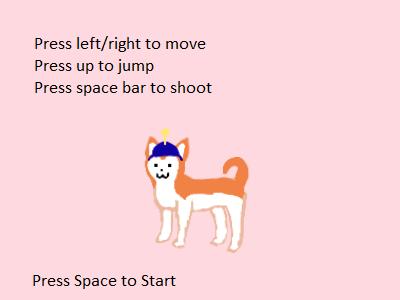 Press left/right to move
Press up to jump
Press space bar to shoot
Press Space to Start